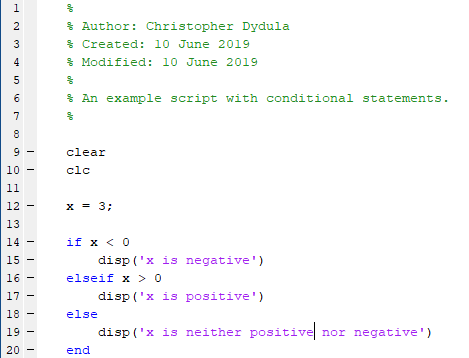 1 %
2 % Author: Christopher Dydula
3 % Created: 10 June 2019
4 % Modified: 10 June 2019
5 %
6 % An example script with conditional statements.
7 %
8
9 – clear
10 – clc
11
12 – x = 3;
13
14 – if x < 0
15 –     disp('x is negative')
16 – elseif x > 0
17 –     disp('x is positive')
18 – else
19 –     disp('x is neither positive nor negative')
20 – end